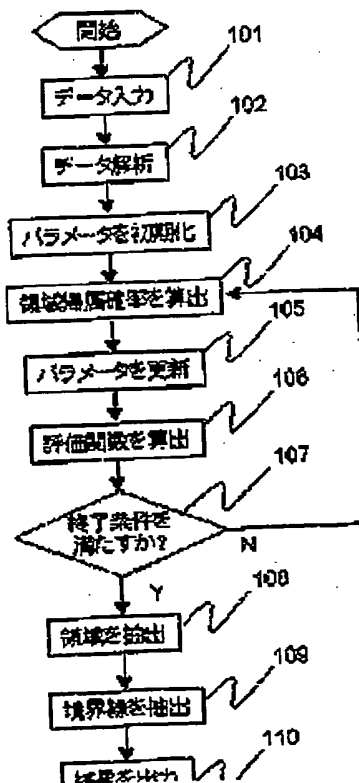 開始
101
データ入力
102
データ解釈
103
パラメータを初期化
104
領域帰属確率を算出
105
パラメータを更新
106
評価関数を算出
107
終了条件を
満たすか?
N
Y
108
領域を抽出
109
境界線を抽出
110
結果を出力